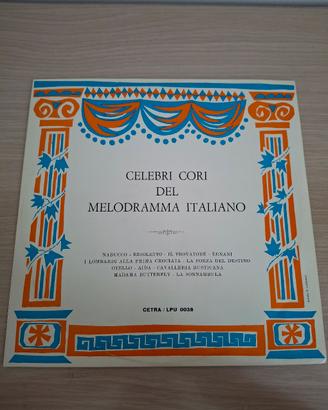 CELEBRI CORI
DEL
MELODRAMMA ITALIANO
NABUCCO - RIGOLETTO - IL TROVATORE - ERNANI
I LOMBARDI ALLA PRIMA CROCIATA - LA FORZA DEL DESTINO
OTELLO - AIDA - CAVALLERIA RUSTICANA
MADAMA BUTTERFLY - LA SONNAMBULA
CETRA / LPU 0038